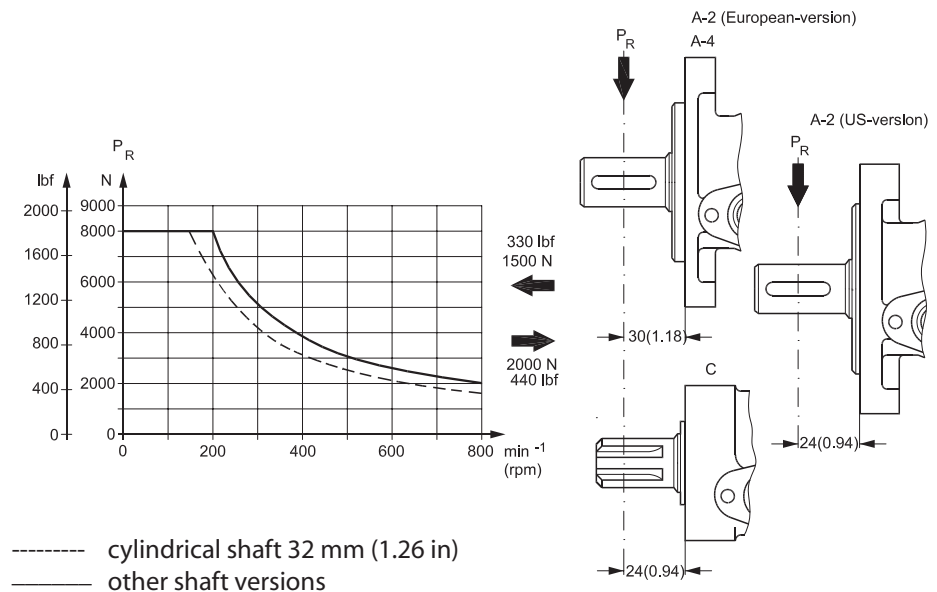 A-2 (European-version)
A-4
P_R
A-2 (US-version)
P_R
P_R
lbf
N
2000
1600
1200
800
400
0
9000
8000
6000
4000
2000
0
0
200
400
600
800
min -1
(rpm)
330 lbf
1500 N
2000 N
440 lbf
30(1.18)
24(0.94)
C
24(0.94)
--------- cylindrical shaft 32 mm (1.26 in)
_______ other shaft versions